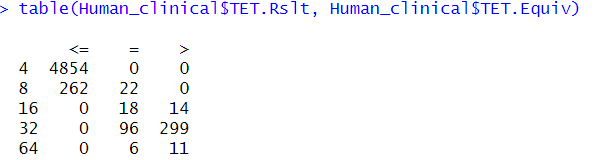 > table(Human_clinical$TET.Rslt, Human_clinical$TET.Equiv)
<= = >
4 4854 0 0
8 262 22 0
16 0 18 14
32 0 96 299
64 0 6 11